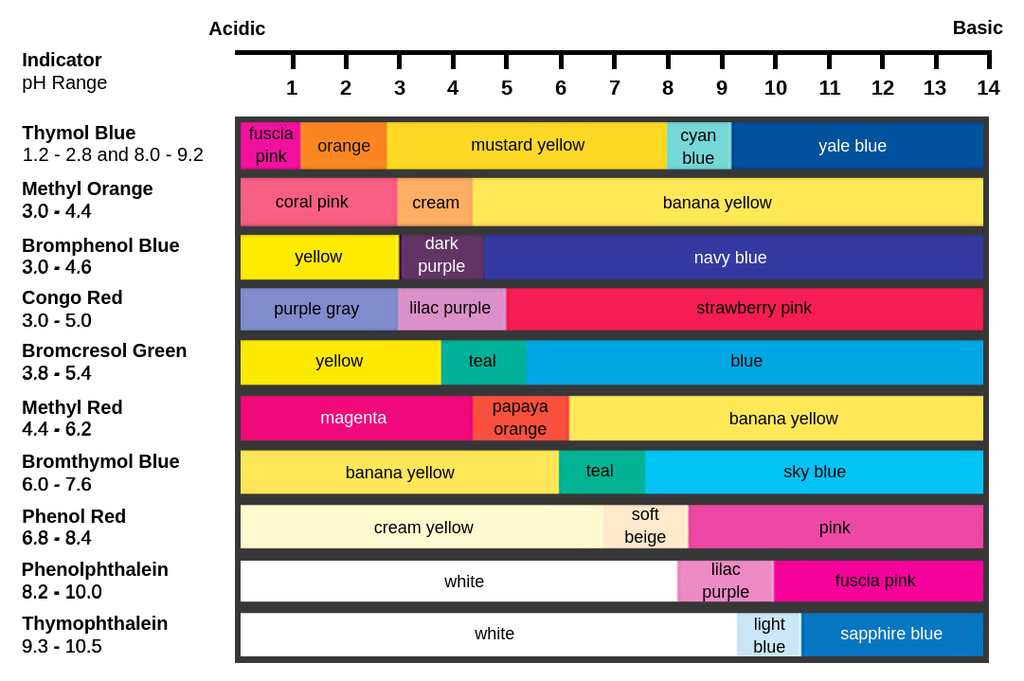 Acidic Basic
Indicator
pH Range
1 2 3 4 5 6 7 8 9 10 11 12 13 14
Thymol Blue
1.2 - 2.8 and 8.0 - 9.2
fuscia
pink
orange
mustard yellow
cyan
blue
yale blue
Methyl Orange
3.0 - 4.4
coral pink
cream
banana yellow
Bromphenol Blue
3.0 - 4.6
yellow
dark
purple
navy blue
Congo Red
3.0 - 5.0
purple gray
lilac purple
strawberry pink
Bromcresol Green
3.8 - 5.4
yellow
teal
blue
Methyl Red
4.4 - 6.2
magenta
papaya
orange
banana yellow
Bromthymol Blue
6.0 - 7.6
banana yellow
teal
sky blue
Phenol Red
6.8 - 8.4
cream yellow
soft
beige
pink
Phenolphthalein
8.2 - 10.0
white
lilac
purple
fuscia pink
Thymophthalein
9.3 - 10.5
white
light
blue
sapphire blue